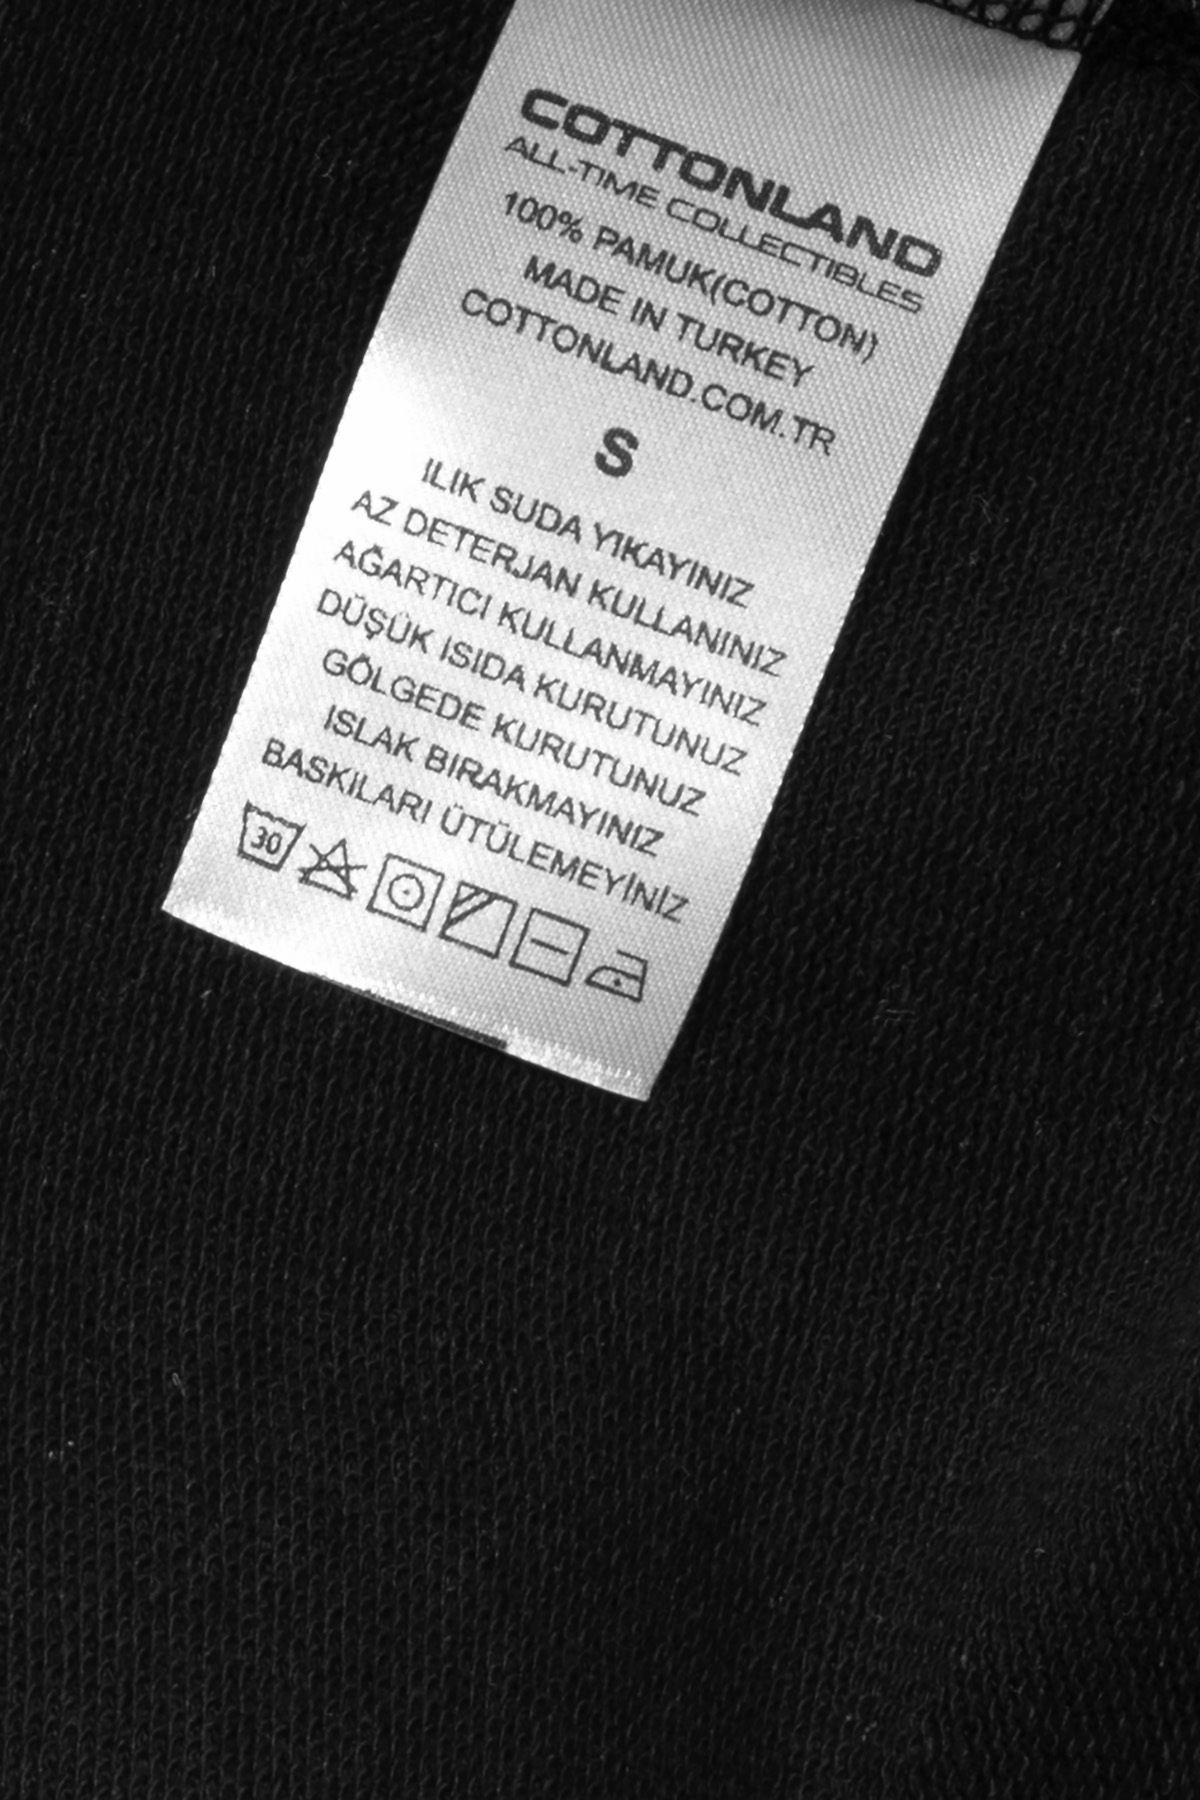 COTTONLAND
ALL-TIME COLLECTIBLES
100% PAMUK(COTTON)
MADE IN TURKEY
COTTONLAND.COM.TR
S
ILIK SUDA YIKAYINIZ
AZ DETERJAN KULLANINIZ
AĞARTICI KULLANMAYINIZ
DÜŞÜK ISIDA KURUTUNUZ
GÖLGEDE KURUTUNUZ
ISLAK BIRAKMAYINIZ
BASKILARI ÜTÜLEMEYİNİZ
30